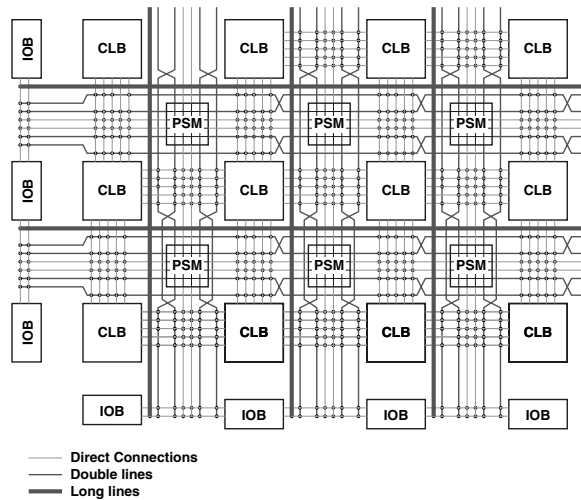 IOB CLB CLB CLB CLB
PSM PSM PSM
IOB CLB CLB CLB CLB
PSM PSM PSM
IOB CLB CLB CLB CLB
IOB IOB IOB IOB
Direct Connections
Double lines
Long lines